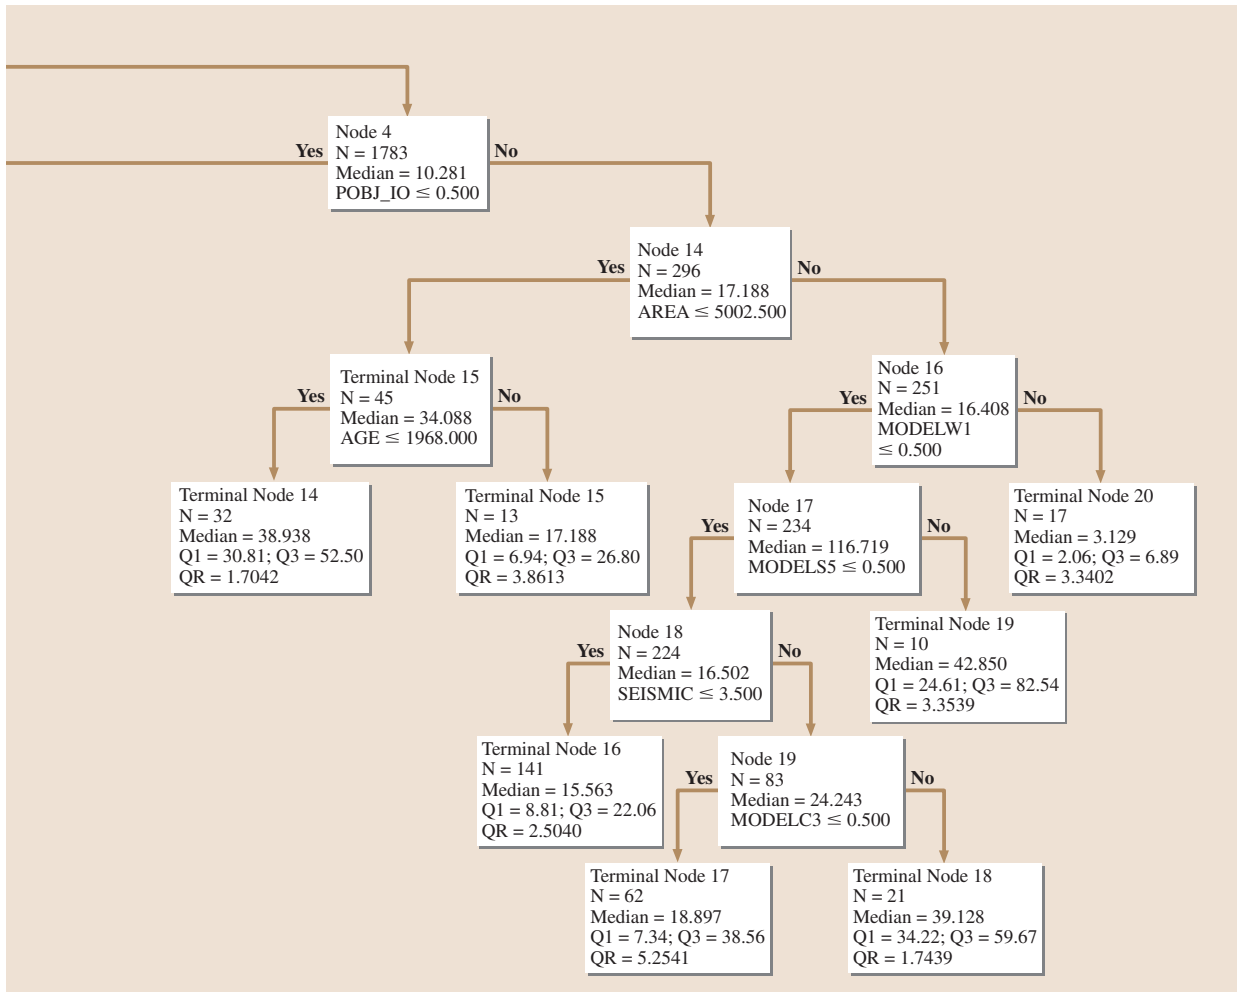 Node 4
N = 1783
Median = 10.281
POBJ_IO ≤ 0.500
Yes
No
Node 14
N = 296
Median = 17.188
AREA ≤ 5002.500
Yes
No
Terminal Node 15
N = 45
Median = 34.088
AGE ≤ 1968.000
Yes
No
Node 16
N = 251
Median = 16.408
MODELW1
≤ 0.500
Yes
No
Terminal Node 14
N = 32
Median = 38.938
Q1 = 30.81; Q3 = 52.50
QR = 1.7042
Terminal Node 15
N = 13
Median = 17.188
Q1 = 6.94; Q3 = 26.80
QR = 3.8613
Node 17
N = 234
Median = 116.719
MODELS5 ≤ 0.500
Yes
No
Terminal Node 20
N = 17
Median = 3.129
Q1 = 2.06; Q3 = 6.89
QR = 3.3402
Node 18
N = 224
Median = 16.502
SEISMIC ≤ 3.500
Yes
No
Terminal Node 19
N = 10
Median = 42.850
Q1 = 24.61; Q3 = 82.54
QR = 3.3539
Terminal Node 16
N = 141
Median = 15.563
Q1 = 8.81; Q3 = 22.06
QR = 2.5040
Node 19
N = 83
Median = 24.243
MODELC3 ≤ 0.500
Yes
No
Terminal Node 17
N = 62
Median = 18.897
Q1 = 7.34; Q3 = 38.56
QR = 5.2541
Terminal Node 18
N = 21
Median = 39.128
Q1 = 34.22; Q3 = 59.67
QR = 1.7439